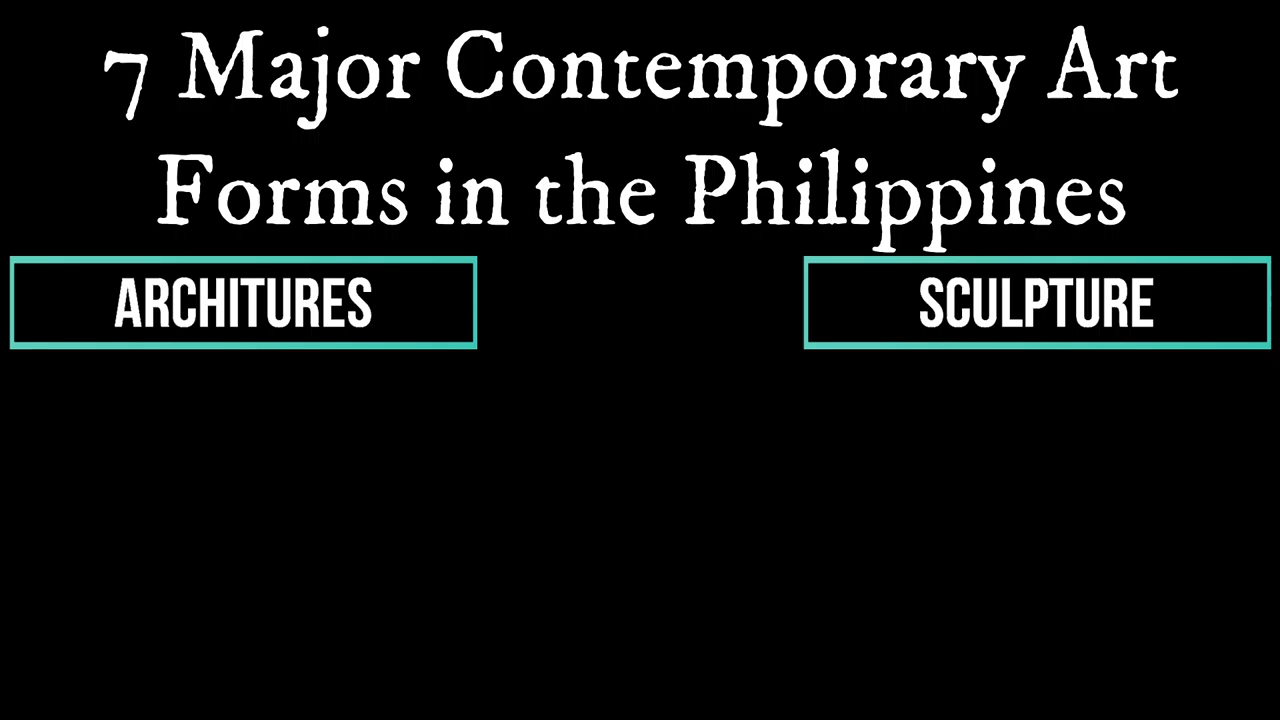 7 Major Contemporary Art
Forms in the Philippines
ARCHITURES
SCULPTURE